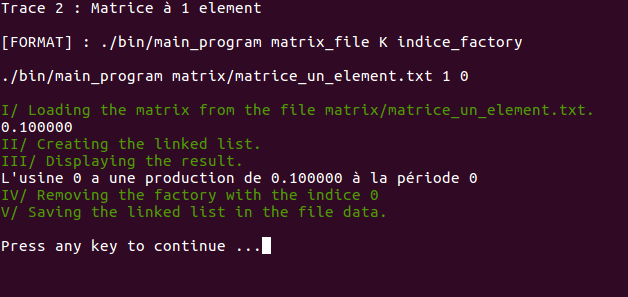 Trace 2 : Matrice à 1 element
[FORMAT] : ./bin/main_program matrix_file K indice_factory
./bin/main_program matrix/matrice_un_element.txt 1 0
I/ Loading the matrix from the file matrix/matrice_un_element.txt.
0.100000
II/ Creating the linked list.
III/ Displaying the result.
L'usine 0 a une production de 0.100000 à la période 0
IV/ Removing the factory with the indice 0
V/ Saving the linked list in the file data.
Press any key to continue ...